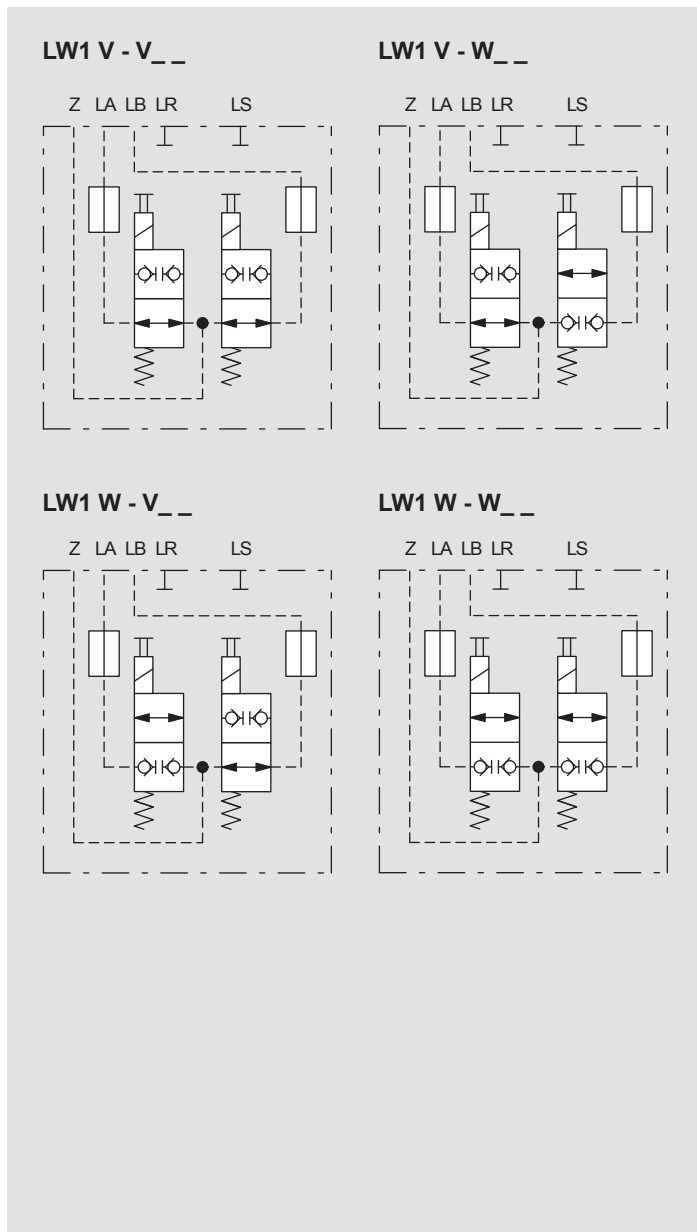 LW1 V - V_ _
Z LA LB LR LS
LW1 V - W_ _
Z LA LB LR LS
LW1 W - V_ _
Z LA LB LR LS
LW1 W - W_ _
Z LA LB LR LS